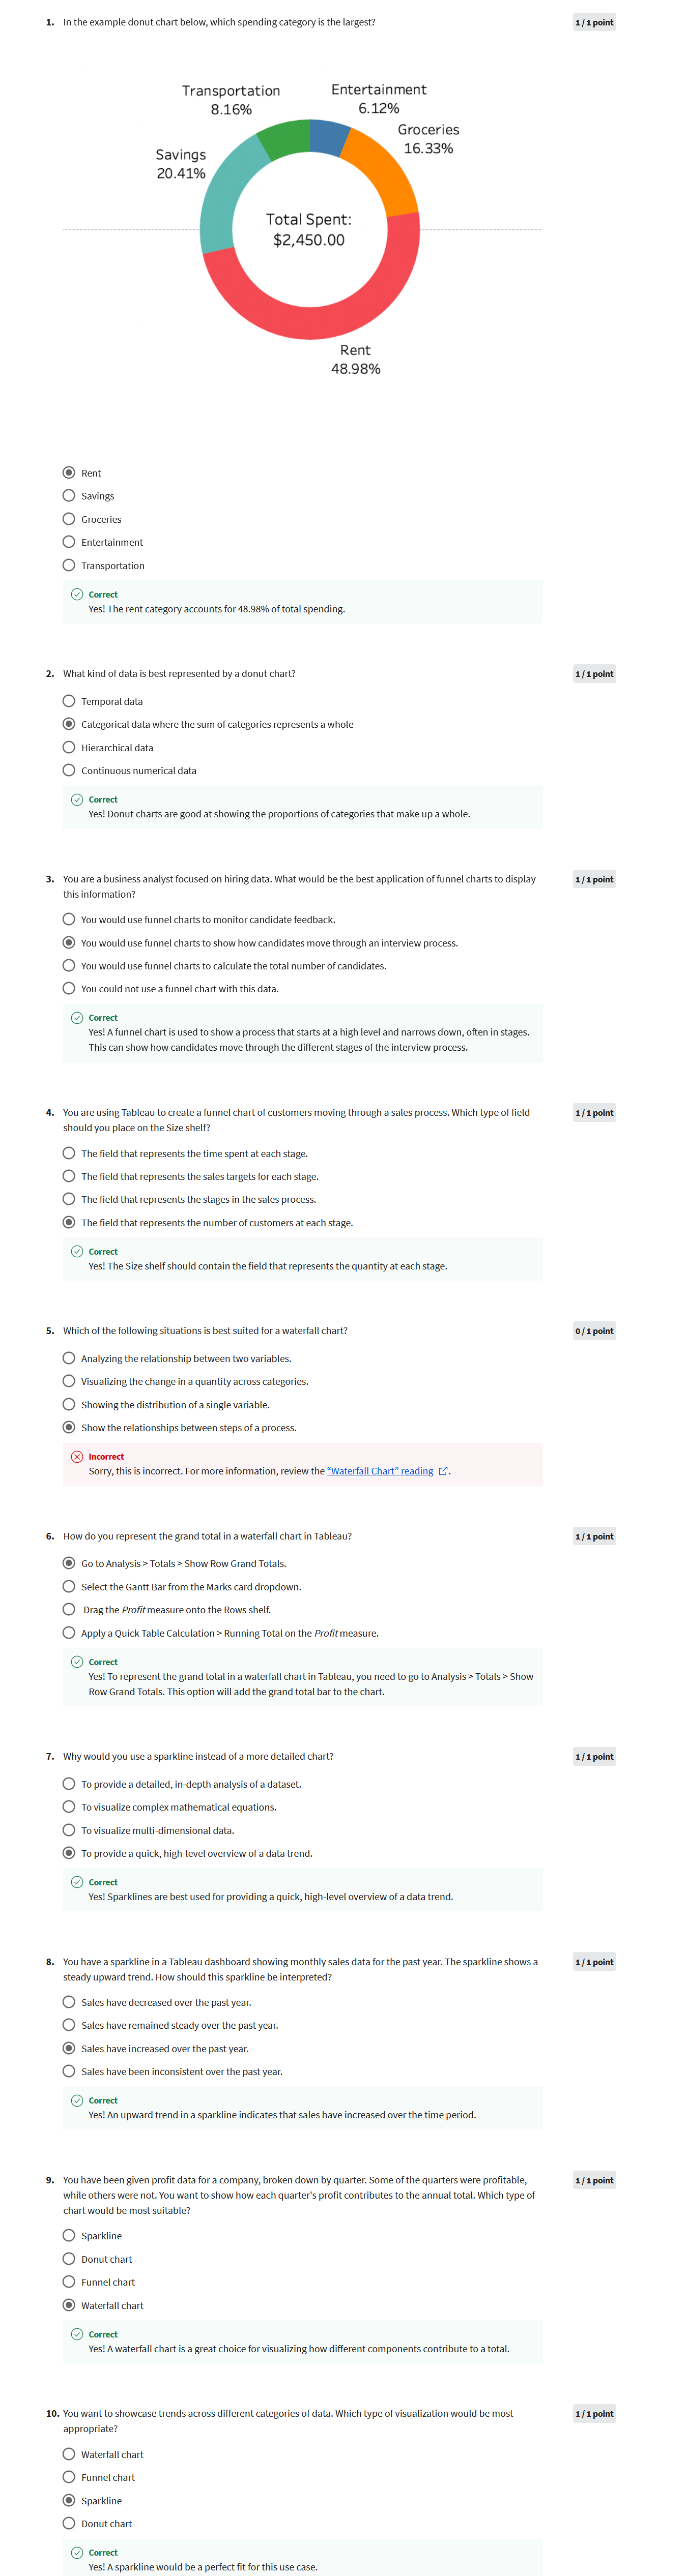 1. In the example donut chart below, which spending category is the largest?
1 / 1 point
Transportation
8.16%
Entertainment
6.12%
Groceries
16.33%
Savings
20.41%
Total Spent:
$2,450.00
Rent
48.98%
Rent
Savings
Groceries
Entertainment
Transportation
Correct
Yes! The rent category accounts for 48.98% of total spending.
2. What kind of data is best represented by a donut chart?
1 / 1 point
Temporal data
Categorical data where the sum of categories represents a whole
Hierarchical data
Continuous numerical data
Correct
Yes! Donut charts are good at showing the proportions of categories that make up a whole.
3. You are a business analyst focused on hiring data. What would be the best application of funnel charts to display
this information?
1 / 1 point
You would use funnel charts to monitor candidate feedback.
You would use funnel charts to show how candidates move through an interview process.
You would use funnel charts to calculate the total number of candidates.
You could not use a funnel chart with this data.
Correct
Yes! A funnel chart is used to show a process that starts at a high level and narrows down, often in stages.
This can show how candidates move through the different stages of the interview process.
4. You are using Tableau to create a funnel chart of customers moving through a sales process. Which type of field
should you place on the Size shelf?
1 / 1 point
The field that represents the time spent at each stage.
The field that represents the sales targets for each stage.
The field that represents the stages in the sales process.
The field that represents the number of customers at each stage.
Correct
Yes! The Size shelf should contain the field that represents the quantity at each stage.
5. Which of the following situations is best suited for a waterfall chart?
0 / 1 point
Analyzing the relationship between two variables.
Visualizing the change in a quantity across categories.
Showing the distribution of a single variable.
Show the relationships between steps of a process.
Incorrect
Sorry, this is incorrect. For more information, review the “Waterfall Chart” reading.
6. How do you represent the grand total in a waterfall chart in Tableau?
1 / 1 point
Go to Analysis > Totals > Show Row Grand Totals.
Select the Gantt Bar from the Marks card dropdown.
Drag the Profit measure onto the Rows shelf.
Apply a Quick Table Calculation > Running Total on the Profit measure.
Correct
Yes! To represent the grand total in a waterfall chart in Tableau, you need to go to Analysis > Totals > Show
Row Grand Totals. This option will add the grand total bar to the chart.
7. Why would you use a sparkline instead of a more detailed chart?
1 / 1 point
To provide a detailed, in-depth analysis of a dataset.
To visualize complex mathematical equations.
To visualize multi-dimensional data.
To provide a quick, high-level overview of a data trend.
Correct
Yes! Sparklines are best used for providing a quick, high-level overview of a data trend.
8. You have a sparkline in a Tableau dashboard showing monthly sales data for the past year. The sparkline shows a
steady upward trend. How should this sparkline be interpreted?
1 / 1 point
Sales have decreased over the past year.
Sales have remained steady over the past year.
Sales have increased over the past year.
Sales have been inconsistent over the past year.
Correct
Yes! An upward trend in a sparkline indicates that sales have increased over the time period.
9. You have been given profit data for a company, broken down by quarter. Some of the quarters were profitable,
while others were not. You want to show how each quarter's profit contributes to the annual total. Which type of
chart would be most suitable?
1 / 1 point
Sparkline
Donut chart
Funnel chart
Waterfall chart
Correct
Yes! A waterfall chart is a great choice for visualizing how different components contribute to a total.
10. You want to showcase trends across different categories of data. Which type of visualization would be most
appropriate?
1 / 1 point
Waterfall chart
Funnel chart
Sparkline
Donut chart
Correct
Yes! A sparkline would be a perfect fit for this use case.